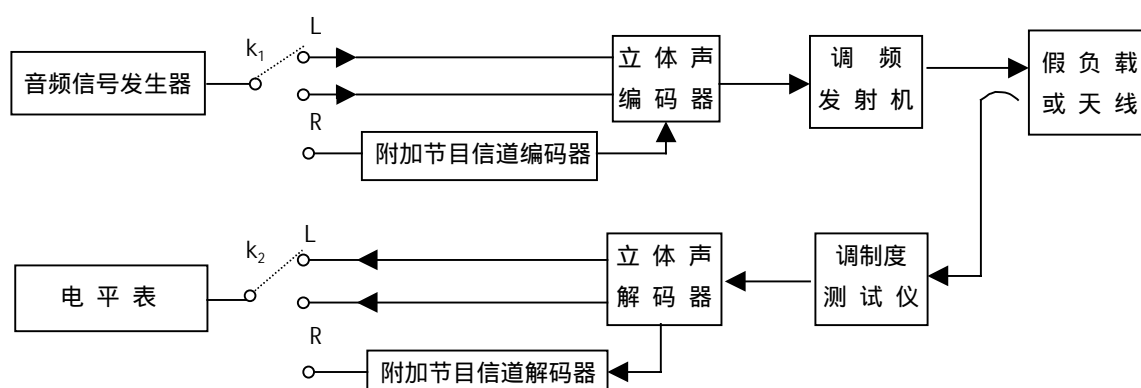 L
k1
音频信号发生器
R
附加节目信道编码器
立 体 声
编 码 器
调 频
发 射 机
假 负 载
或 天 线
L
k2
电 平 表
R
附加节目信道解码器
立 体 声
解 码 器
调制度
测 试 仪